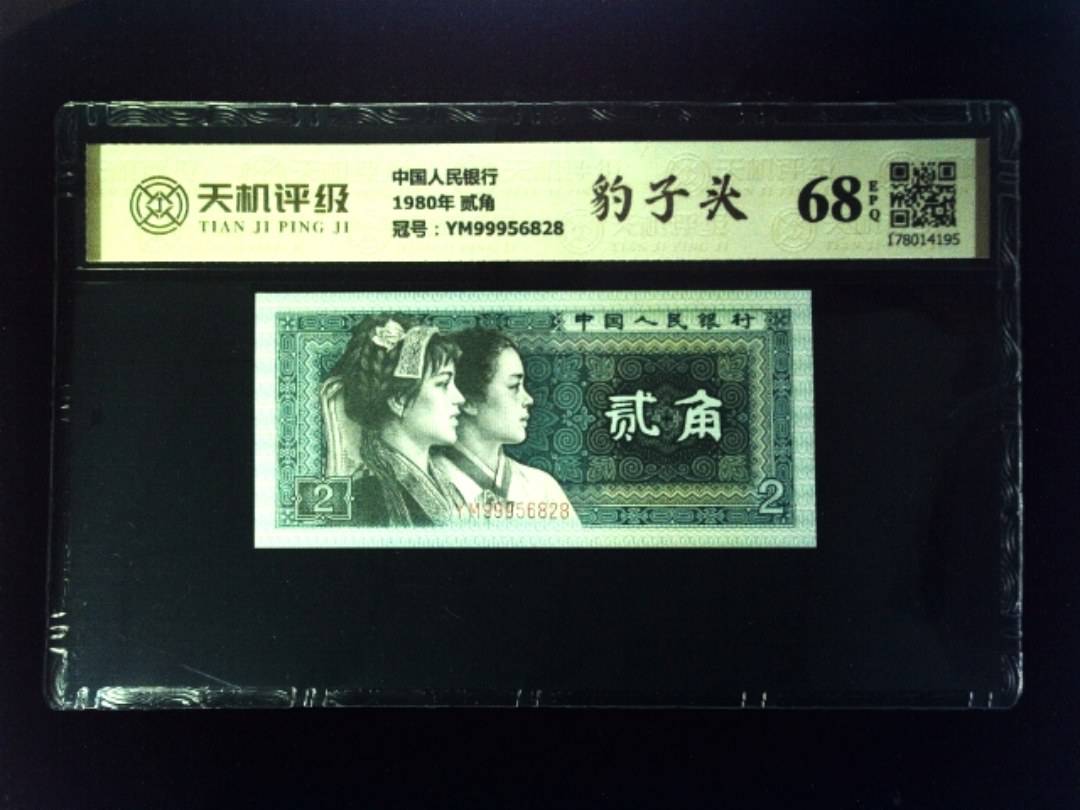 天机评级
TIAN JI PING JI
中国人民银行
1980年 贰角
冠号：YM99956828
豹子头
68
EPQ
178014195
中国人民银行
贰角
2
2
YM99956828